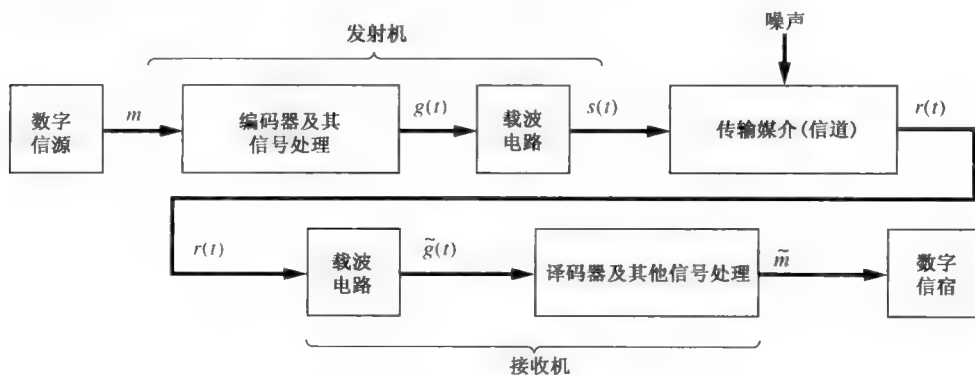 发射机
噪声
数字
信源
m
编码器及其
信号处理
g(t)
载波
电路
s(t)
传输媒介(信道)
r(t)
r(t)
载波
电路
g̃(t)
译码器及其他信号处理
m̃
数字
信宿
接收机